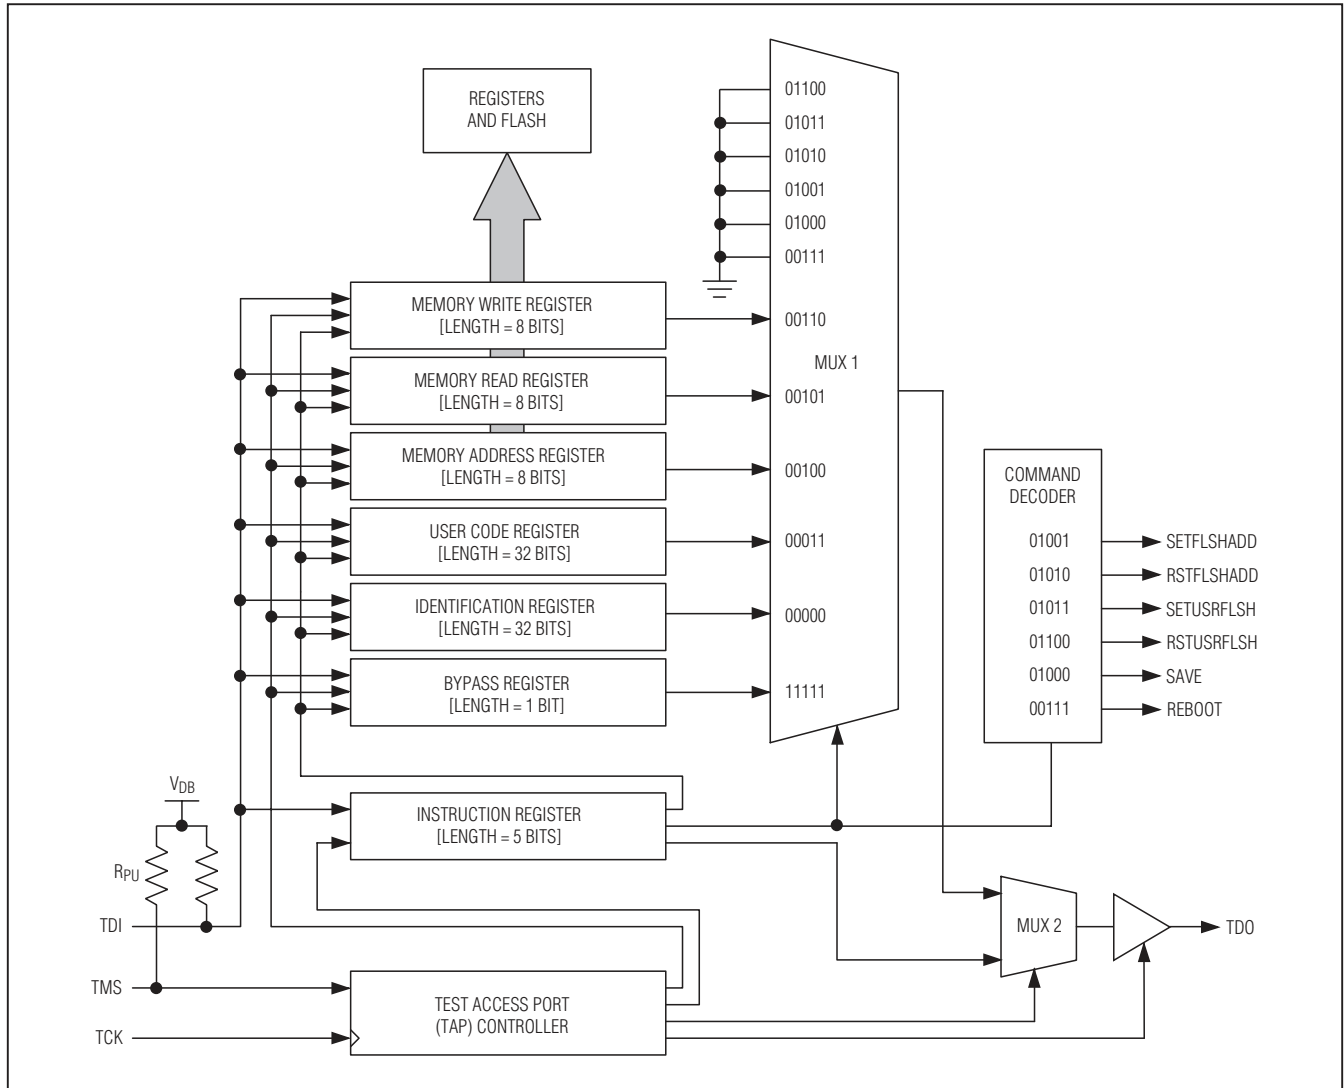 REGISTERS
AND FLASH
01100
01011
01010
01001
01000
00111
MEMORY WRITE REGISTER
[LENGTH = 8 BITS]
00110
MUX 1
MEMORY READ REGISTER
[LENGTH = 8 BITS]
00101
MEMORY ADDRESS REGISTER
[LENGTH = 8 BITS]
00100
USER CODE REGISTER
[LENGTH = 32 BITS]
00011
IDENTIFICATION REGISTER
[LENGTH = 32 BITS]
00000
BYPASS REGISTER
[LENGTH = 1 BIT]
11111
COMMAND
DECODER
01001 SETFLSHADD
01010 RSTFLSHADD
01011 SETUSRFLSH
01100 RSTUSRFLSH
01000 SAVE
00111 REBOOT
VDB
INSTRUCTION REGISTER
[LENGTH = 5 BITS]
RPU
TDI
MUX 2
TDO
TMS
TEST ACCESS PORT
(TAP) CONTROLLER
TCK